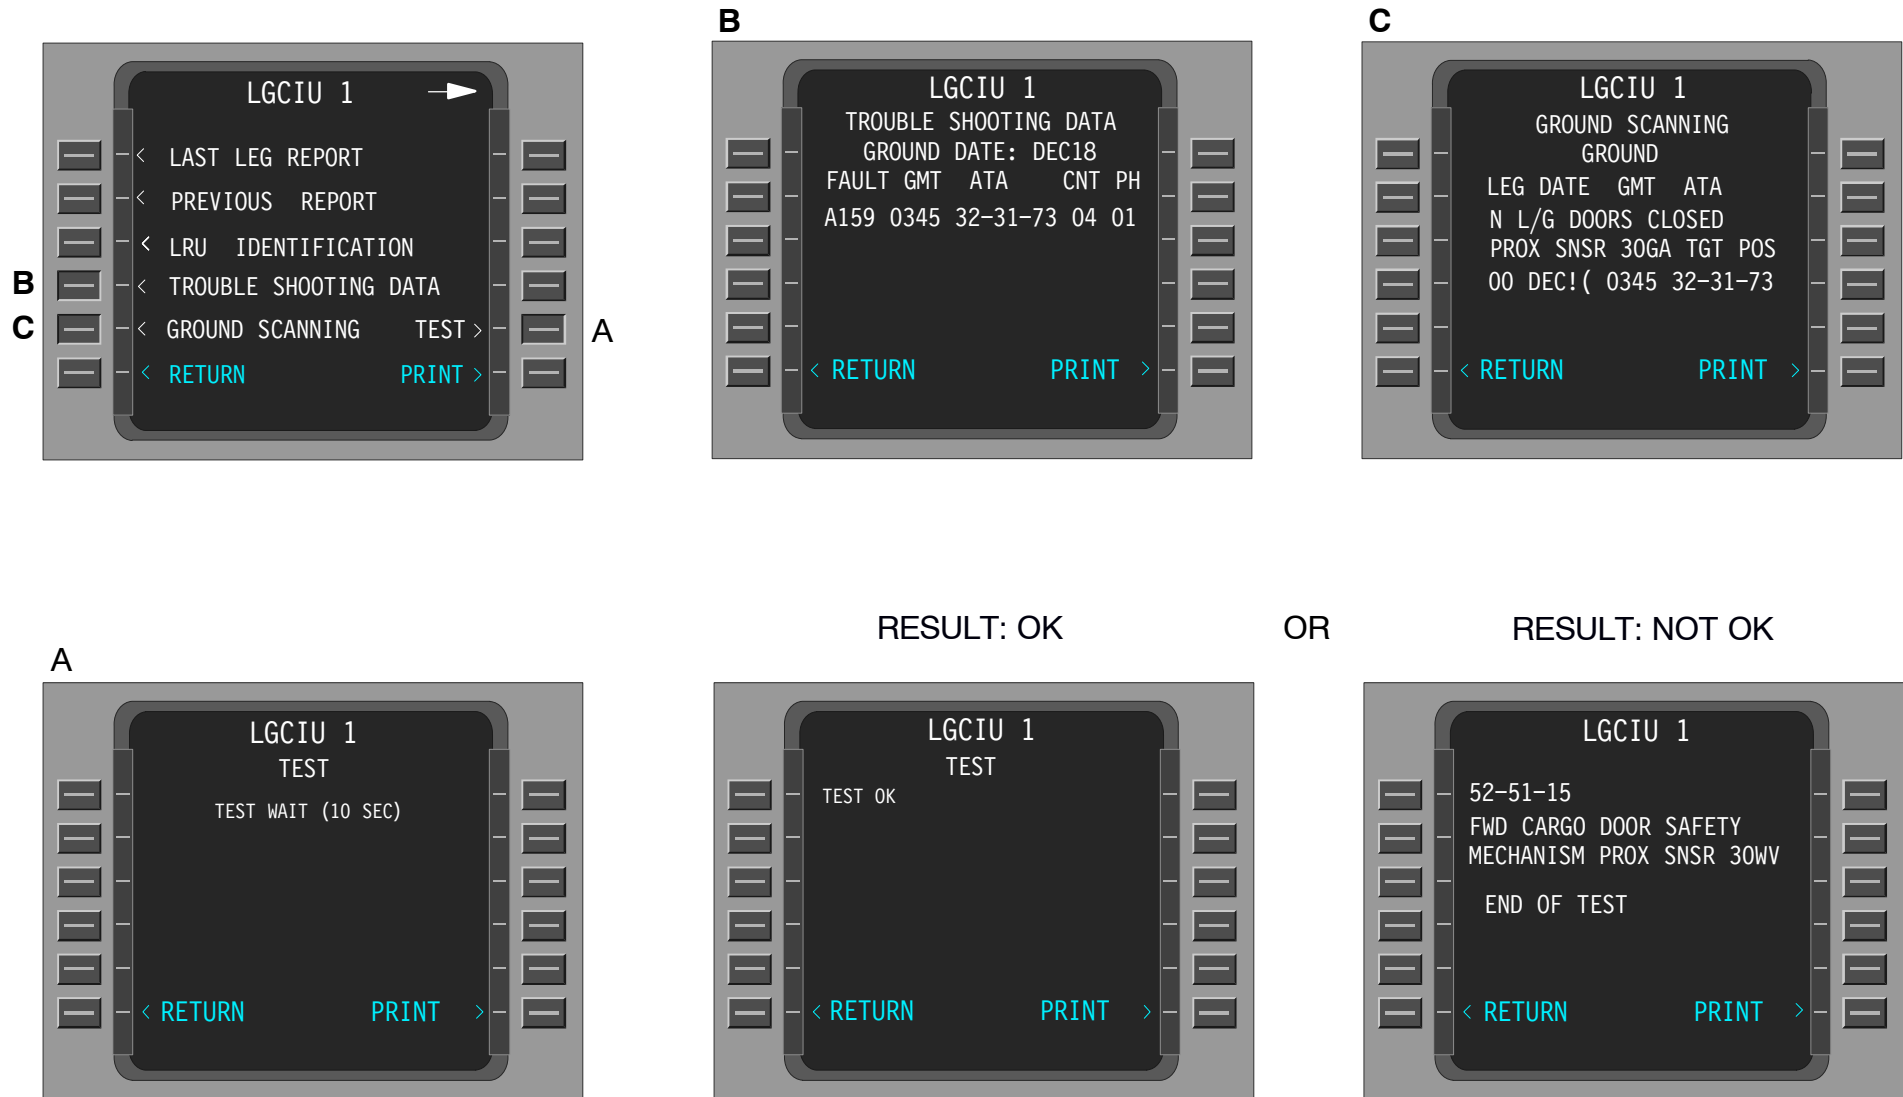 B
C
LGCIU 1
< LAST LEG REPORT
< PREVIOUS REPORT
< LRU IDENTIFICATION
B < TROUBLE SHOOTING DATA
C < GROUND SCANNING TEST > A
< RETURN PRINT >
LGCIU 1
TROUBLE SHOOTING DATA
GROUND DATE: DEC18
FAULT GMT ATA CNT PH
A159 0345 32-31-73 04 01
< RETURN PRINT >
LGCIU 1
GROUND SCANNING
GROUND
LEG DATE GMT ATA
N L/G DOORS CLOSED
PROX SNSR 30GA TGT POS
00 DEC!( 0345 32-31-73
< RETURN PRINT >
RESULT: OK OR RESULT: NOT OK
A
LGCIU 1
TEST
TEST WAIT (10 SEC)
< RETURN PRINT >
LGCIU 1
TEST
TEST OK
< RETURN PRINT >
LGCIU 1
52-51-15
FWD CARGO DOOR SAFETY
MECHANISM PROX SNSR 30WV
END OF TEST
< RETURN PRINT >